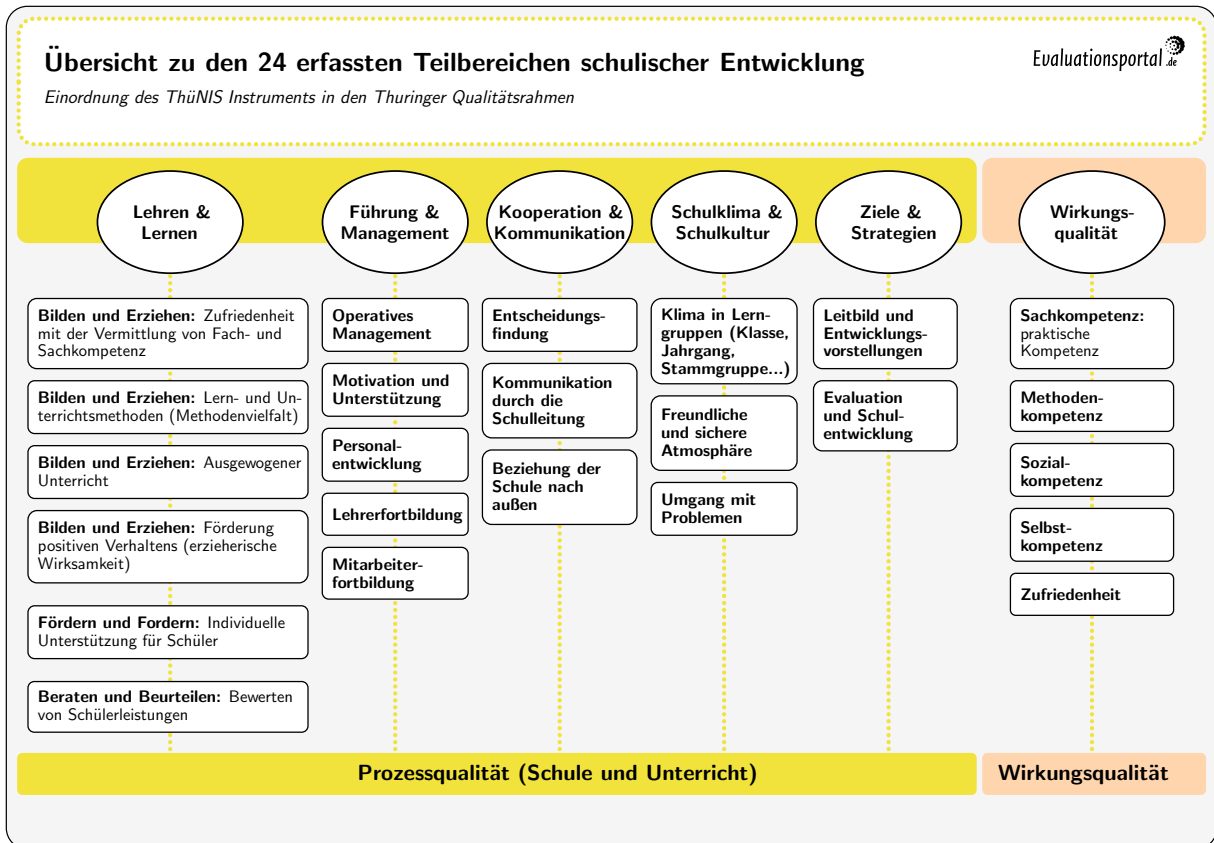 Übersicht zu den 24 erfassten Teilbereichen schulischer Entwicklung
Einordnung des ThüNIS Instruments in den Thuringer Qualitätsrahmen
Evaluationsportal.de
Lehren &
Lernen
Führung &
Management
Kooperation &
Kommunikation
Schulklima &
Schulkultur
Ziele &
Strategien
Wirkungs-
qualität
Bilden und Erziehen: Zufriedenheit
mit der Vermittlung von Fach- und
Sachkompetenz
Bilden und Erziehen: Lern- und Un-
terrichtsmethoden (Methodenvielfalt)
Bilden und Erziehen: Ausgewogener
Unterricht
Bilden und Erziehen: Förderung
positiven Verhaltens (erzieherische
Wirksamkeit)
Fördern und Fordern: Individuelle
Unterstützung für Schüler
Beraten und Beurteilen: Bewerten
von Schülerleistungen
Operatives
Management
Motivation und
Unterstützung
Personal-
entwicklung
Lehrerfortbildung
Mitarbeiter-
fortbildung
Entscheidungs-
findung
Kommunikation
durch die
Schulleitung
Beziehung der
Schule nach
außen
Klima in Lern-
gruppen (Klasse,
Jahrgang,
Stammgruppe...)
Freundliche
und sichere
Atmosphäre
Umgang mit
Problemen
Leitbild und
Entwicklungs-
vorstellungen
Evaluation
und Schul-
entwicklung
Sachkompetenz:
praktische
Kompetenz
Methoden-
kompetenz
Sozial-
kompetenz
Selbst-
kompetenz
Zufriedenheit
Prozessqualität (Schule und Unterricht)
Wirkungsqualität